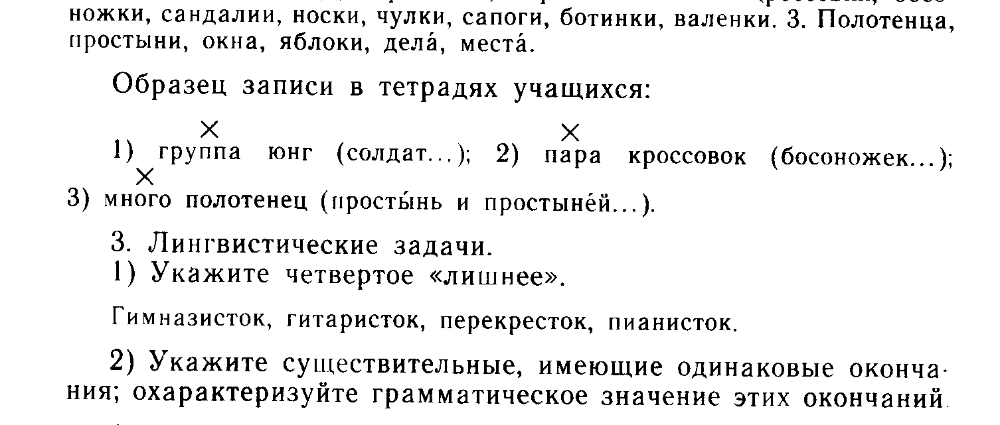 ножки, сандалии, носки, чулки, сапоги, ботинки, валенки. 3. Полотенца,
простыни, окна, яблоки, дела́, места́.
Образец записи в тетрадях учащихся:
× ×
1) группа юнг (солдат...); 2) пара кроссовок (босоножек...);
×
3) много полотенец (просты́нь и простыне́й...).
3. Лингвистические задачи.
1) Укажите четвертое «лишнее».
Гимназисток, гитаристок, перекресток, пианисток.
2) Укажите существительные, имеющие одинаковые оконча-
ния; охарактеризуйте грамматическое значение этих окончаний.